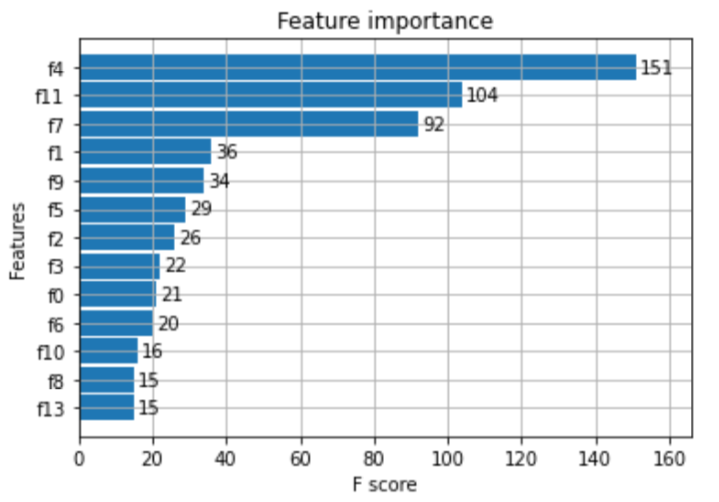 Feature importance
f4 151
f11 104
f7 92
f1 36
f9 34
f5 29
f2 26
f3 22
f0 21
f6 20
f10 16
f8 15
f13 15
Features
0 20 40 60 80 100 120 140 160
F score